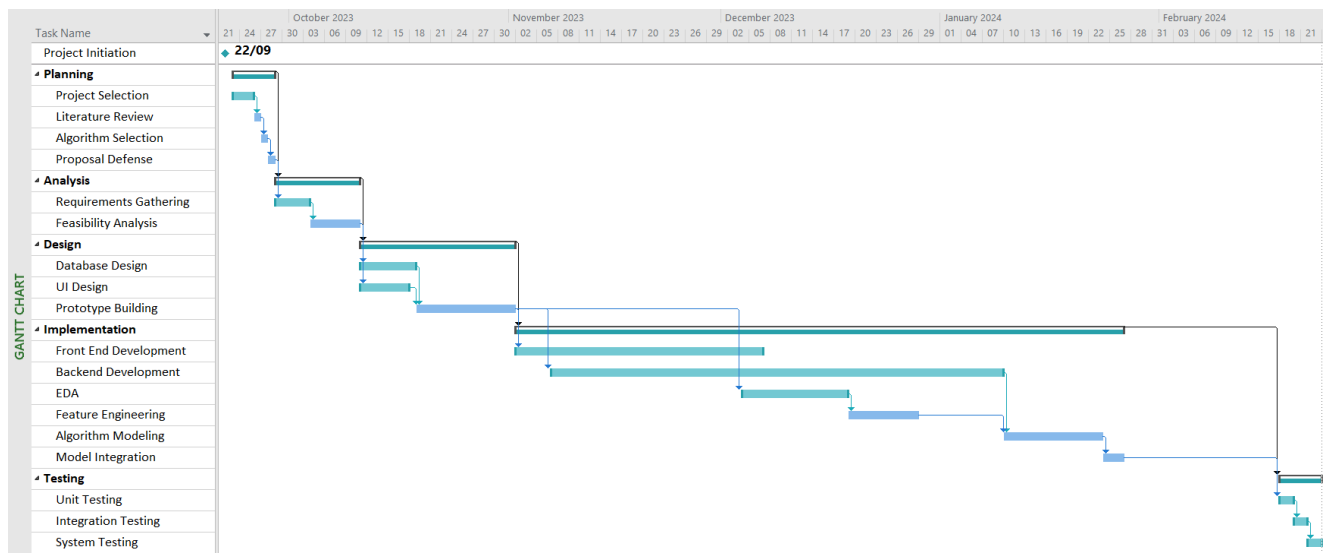 October 2023 November 2023 December 2023 January 2024 February 2024
Task Name 21 24 27 30 03 06 09 12 15 18 21 24 27 30 02 05 08 11 14 17 20 23 26 29 02 05 08 11 14 17 20 23 26 29 01 04 07 10 13 16 19 22 25 28 31 03 06 09 12 15 18 21
Project Initiation 22/09
Planning
Project Selection
Literature Review
Algorithm Selection
Proposal Defense
Analysis
Requirements Gathering
Feasibility Analysis
Design
Database Design
UI Design
Prototype Building
Implementation
Front End Development
Backend Development
EDA
Feature Engineering
Algorithm Modeling
Model Integration
Testing
Unit Testing
Integration Testing
System Testing
GANTT CHART